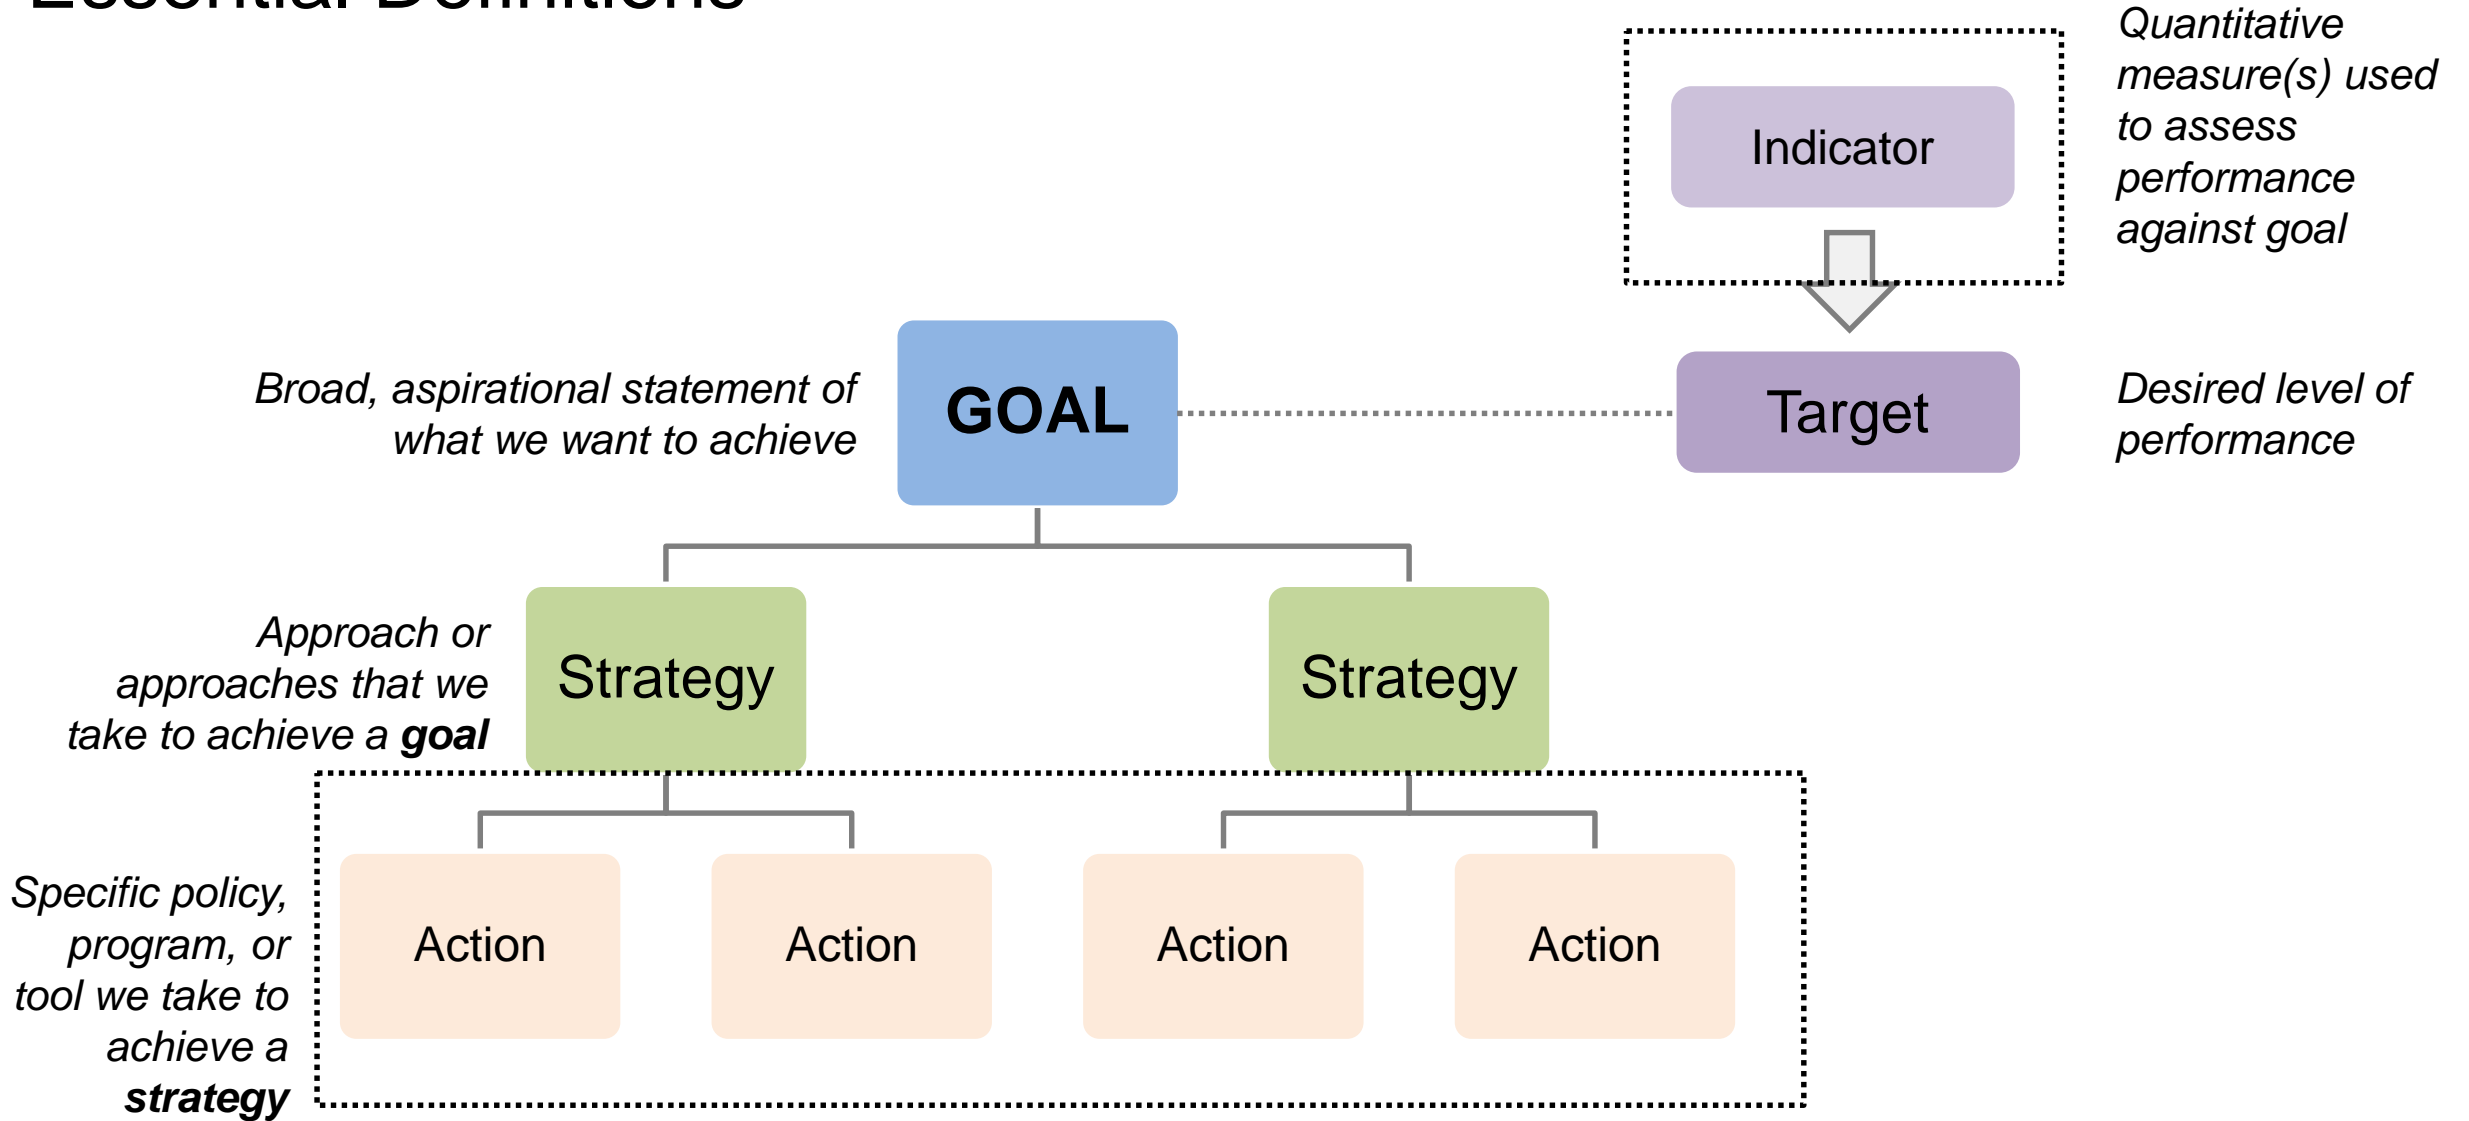 Essential Definitions
Quantitative
measure(s) used
to assess
performance
against goal
Indicator
Broad, aspirational statement of
what we want to achieve
GOAL
Target
Desired level of
performance
Approach or
approaches that we
take to achieve a goal
Strategy
Strategy
Specific policy,
program, or
tool we take to
achieve a
strategy
Action
Action
Action
Action